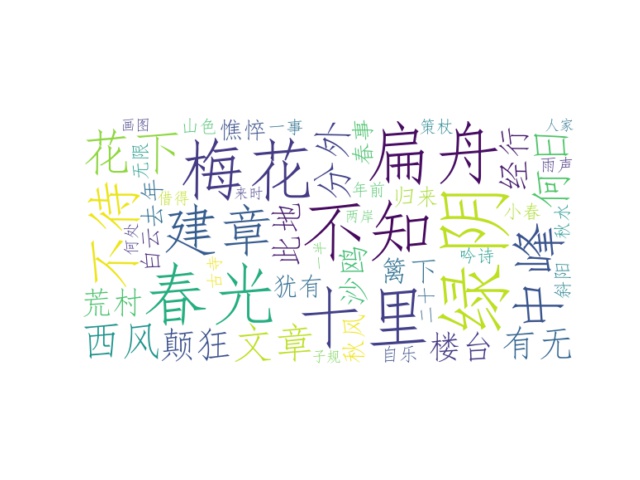 画图
山色
憔悴
一事
春事
策杖
人家
花下
无限
梅花
分外
扁舟
经行
何日
雨声
不待
去年
借得
来时
年前
归来
小春
白云
何处
建章
此地
不知
两岸
绿阴
中峰
秋水
古寺
一半
沙鸥
篱下
吟诗
斜阳
荒村
春光
犹有
十里
二十
西风
颠狂
文章
子规
秋风
自乐
楼台
有无